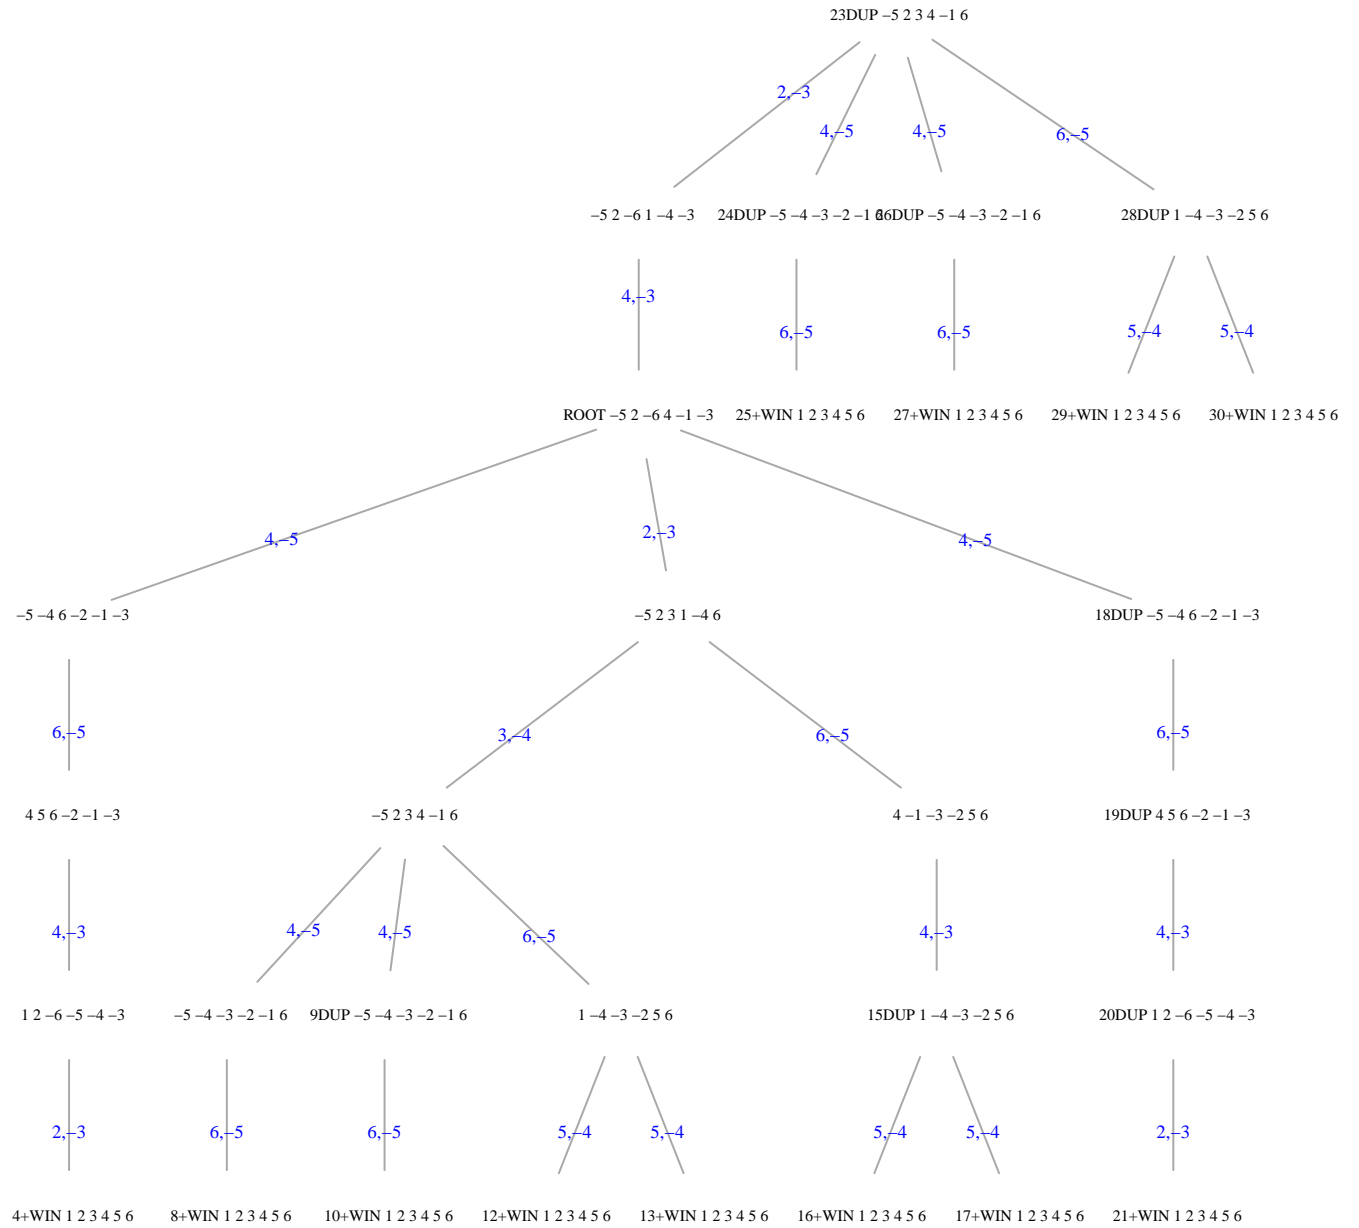 23DUP −5 2 3 4 −1 6
2,−3
4,−5
4,−5
6,−5
−5 2 −6 1 −4 −3
24DUP −5 −4 −3 −2 −1 6
26DUP −5 −4 −3 −2 −1 6
28DUP 1 −4 −3 −2 5 6
4,−3
6,−5
6,−5
5,−4
5,−4
ROOT −5 2 −6 4 −1 −3
25+WIN 1 2 3 4 5 6
27+WIN 1 2 3 4 5 6
29+WIN 1 2 3 4 5 6
30+WIN 1 2 3 4 5 6
4,−5
2,−3
4,−5
−5 −4 6 −2 −1 −3
−5 2 3 1 −4 6
18DUP −5 −4 6 −2 −1 −3
6,−5
3,−4
6,−5
6,−5
4 5 6 −2 −1 −3
−5 2 3 4 −1 6
4 −1 −3 −2 5 6
19DUP 4 5 6 −2 −1 −3
4,−3
4,−5
4,−5
6,−5
4,−3
4,−3
1 2 −6 −5 −4 −3
−5 −4 −3 −2 −1 6
9DUP −5 −4 −3 −2 −1 6
1 −4 −3 −2 5 6
15DUP 1 −4 −3 −2 5 6
20DUP 1 2 −6 −5 −4 −3
2,−3
6,−5
6,−5
5,−4
5,−4
5,−4
5,−4
2,−3
4+WIN 1 2 3 4 5 6
8+WIN 1 2 3 4 5 6
10+WIN 1 2 3 4 5 6
12+WIN 1 2 3 4 5 6
13+WIN 1 2 3 4 5 6
16+WIN 1 2 3 4 5 6
17+WIN 1 2 3 4 5 6
21+WIN 1 2 3 4 5 6